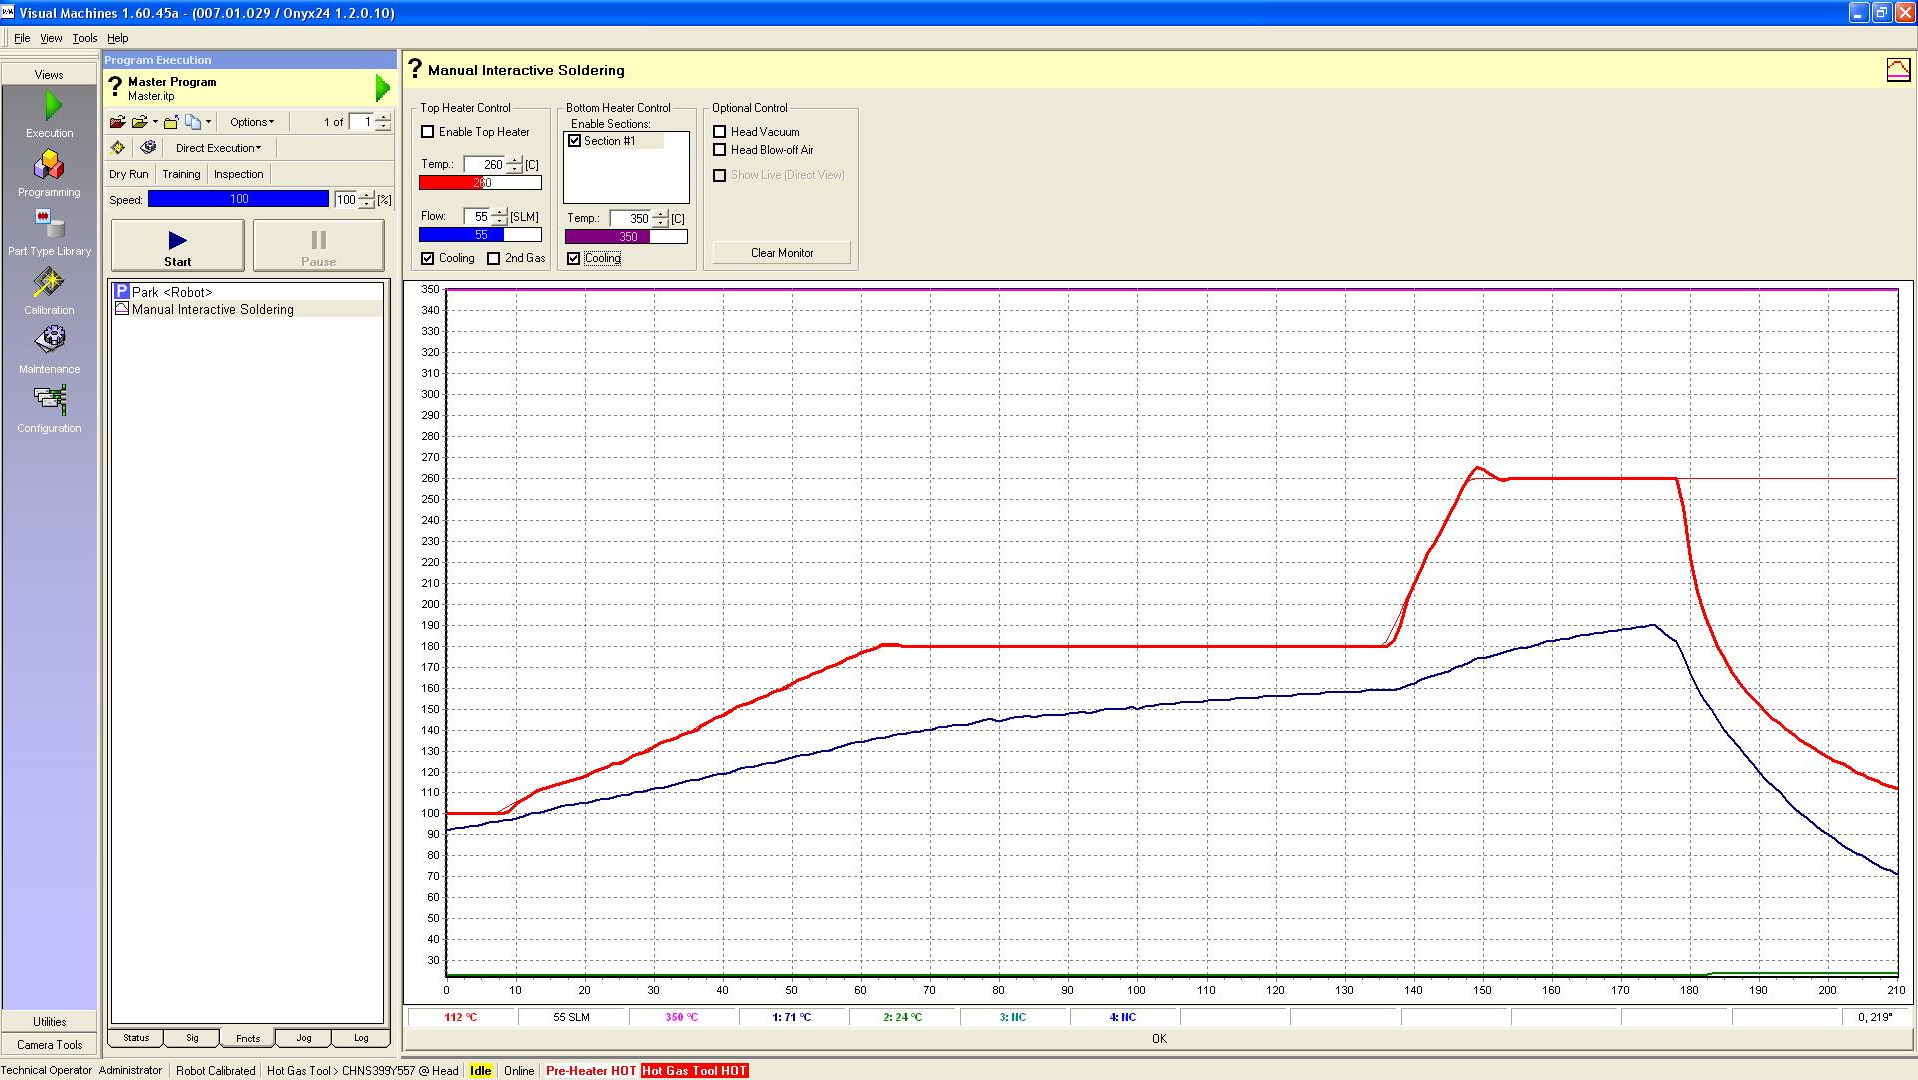 Visual Machines 1.60.45a - (007.01.029 / Onyx24 1.2.0.10)
File View Tools Help
Views
Execution
Programming
Part Type Library
Calibration
Maintenance
Configuration
Utilities
Camera Tools
Program Execution
? Master Program
Master.itp
Options 1 of 1
Direct Execution
Dry Run Training Inspection
Speed: 100 100 [%]
Start Pause
P Park <Robot>
Manual Interactive Soldering
Status Sig Fncts Jog Log
? Manual Interactive Soldering
Top Heater Control
Enable Top Heater
Temp.: 260 [C]
260
Flow: 55 [SLM]
55
Cooling 2nd Gas
Bottom Heater Control
Enable Sections:
Section #1
Temp.: 350 [C]
350
Cooling
Optional Control
Head Vacuum
Head Blow-off Air
Show Live (Direct View)
Clear Monitor
350
340
330
320
310
300
290
280
270
260
250
240
230
220
210
200
190
180
170
160
150
140
130
120
110
100
90
80
70
60
50
40
30
0 10 20 30 40 50 60 70 80 90 100 110 120 130 140 150 160 170 180 190 200 210
112 °C 55 SLM 350 °C 1: 71 °C 2: 24 °C 3: NC 4: NC 0, 219°
OK
Technical Operator Administrator Robot Calibrated Hot Gas Tool > CHNS399Y557 @ Head Idle Online Pre-Heater HOT Hot Gas Tool HOT